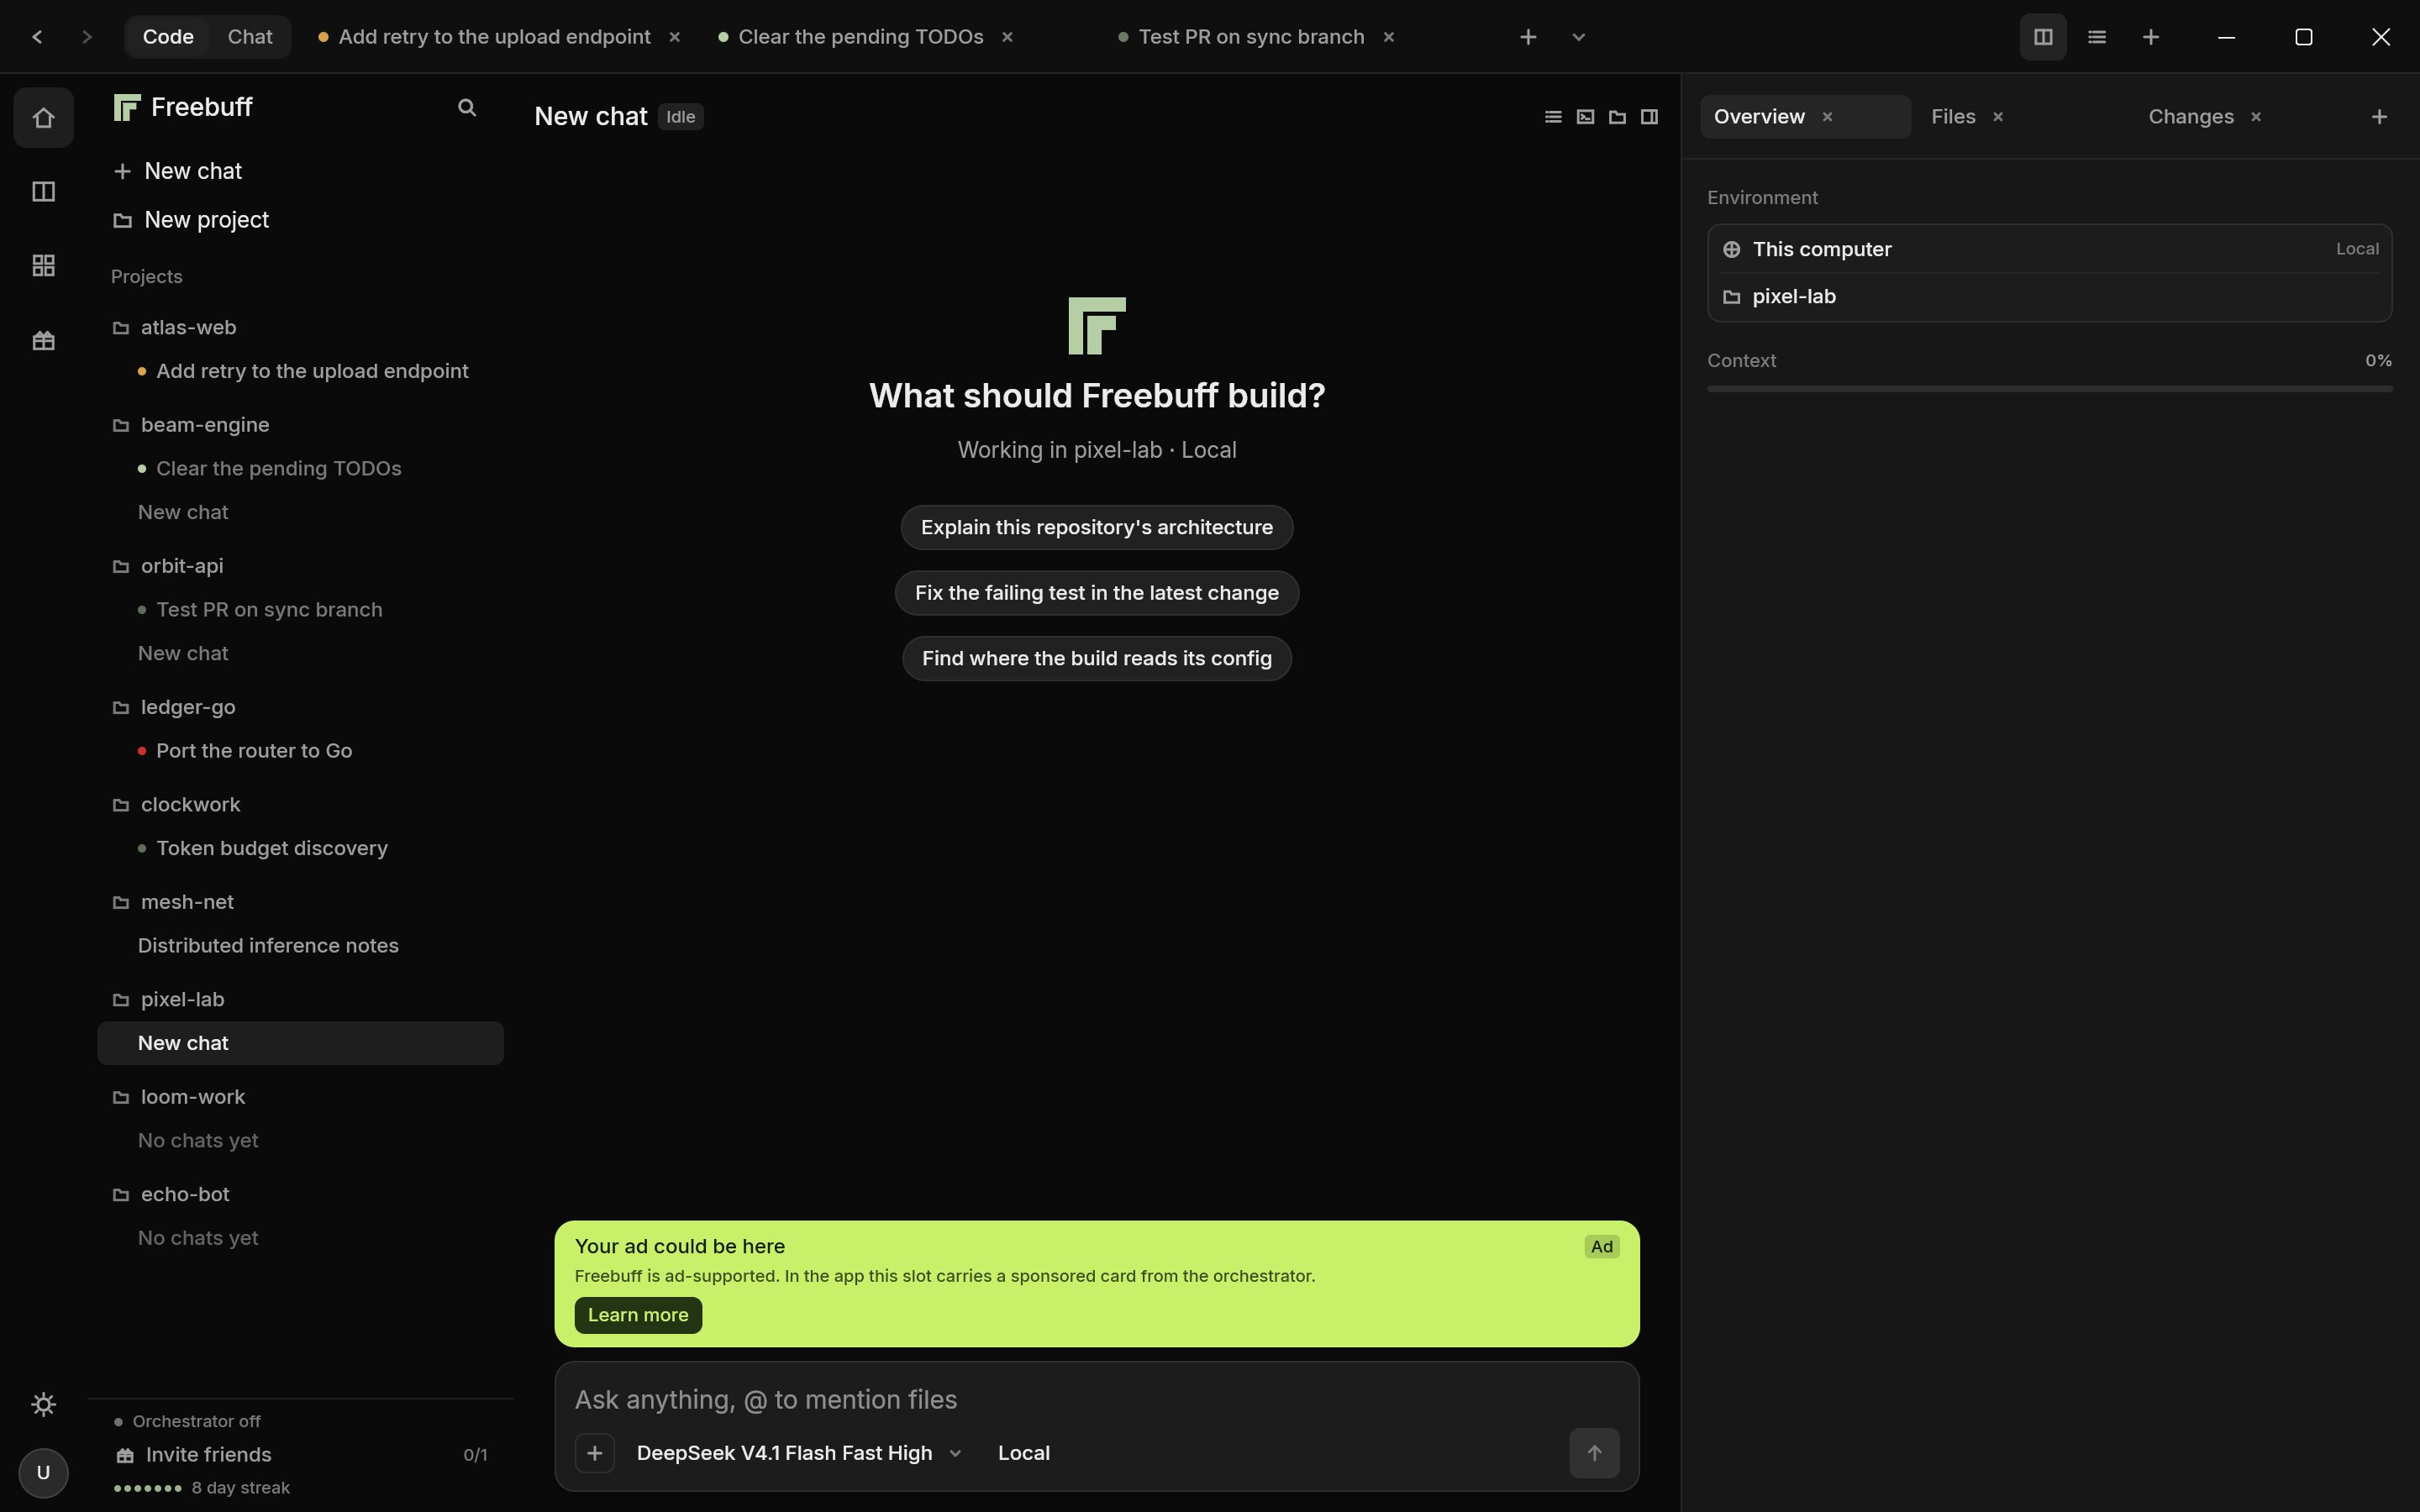 Code
Chat
Add retry to the upload endpoint
Clear the pending TODOs
Test PR on sync branch
Freebuff
New chat
New project
Projects
atlas-web
Add retry to the upload endpoint
beam-engine
Clear the pending TODOs
New chat
orbit-api
Test PR on sync branch
New chat
ledger-go
Port the router to Go
clockwork
Token budget discovery
mesh-net
Distributed inference notes
pixel-lab
New chat
loom-work
No chats yet
echo-bot
No chats yet
Orchestrator off
Invite friends 0/1
8 day streak
U
New chat Idle
What should Freebuff build?
Working in pixel-lab · Local
Explain this repository's architecture
Fix the failing test in the latest change
Find where the build reads its config
Your ad could be here
Ad
Freebuff is ad-supported. In the app this slot carries a sponsored card from the orchestrator.
Learn more
Ask anything, @ to mention files
DeepSeek V4.1 Flash Fast High
Local
Overview
Files
Changes
Environment
This computer Local
pixel-lab
Context 0%